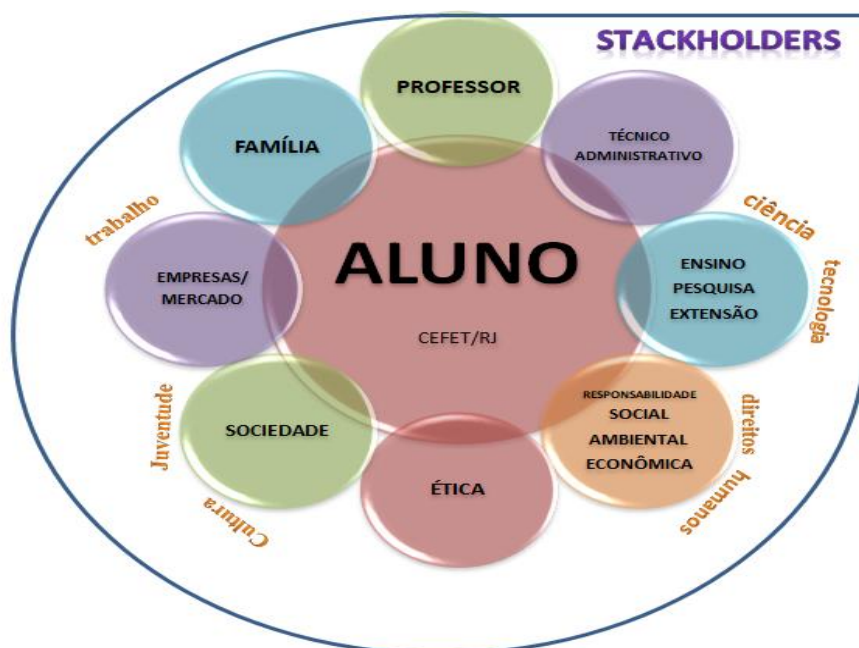 STACKHOLDERS
PROFESSOR
FAMÍLIA
TÉCNICO
ADMINISTRATIVO
trabalho
ciência
EMPRESAS/
MERCADO
ALUNO
CEFET/RJ
ENSINO
PESQUISA
EXTENSÃO
tecnologia
Juventude
SOCIEDADE
RESPONSABILIDADE
SOCIAL
AMBIENTAL
ECONÔMICA
direitos
humanos
ÉTICA
Cultura